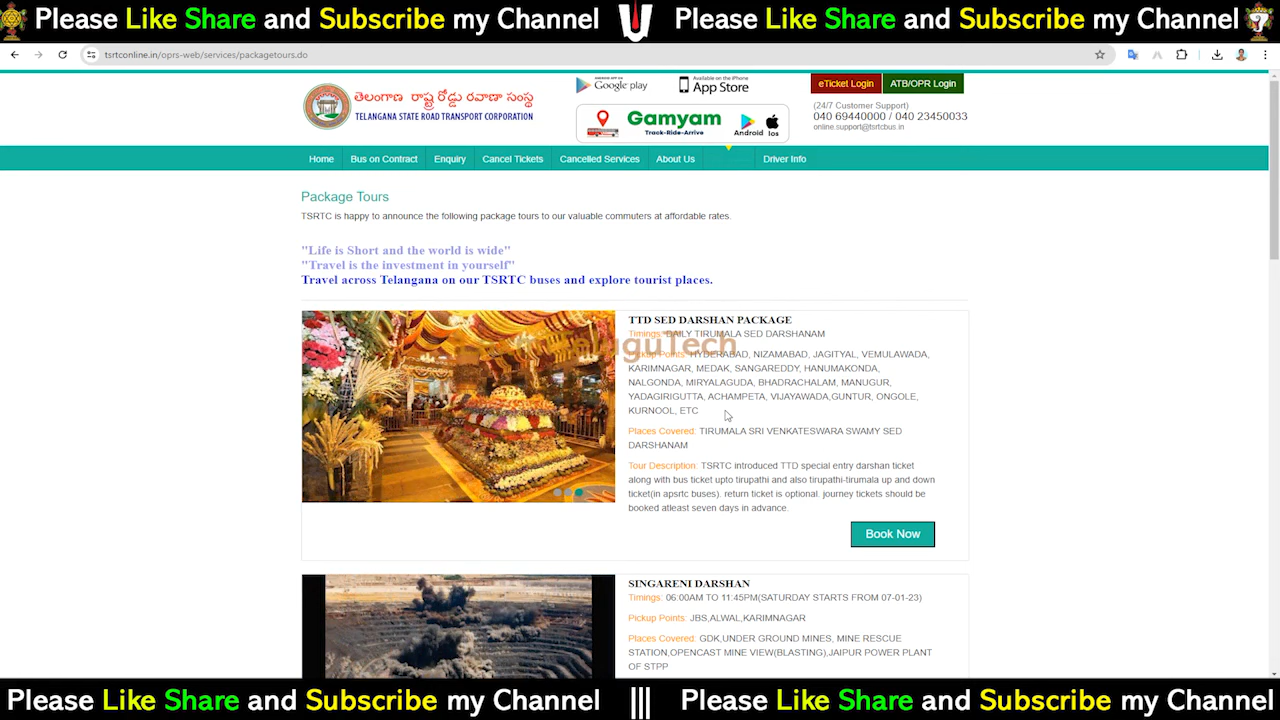 Please Like Share and Subscribe my Channel
Please Like Share and Subscribe my Channel
tsrtconline.in/oprs-web/services/packagetours.do
తెలంగాణ రాష్ట్ర రోడ్డు రవాణా సంస్థ
TELANGANA STATE ROAD TRANSPORT CORPORATION
Google play
Available on the iPhone
App Store
Gamyam
Track-Ride-Arrive
Android
Ios
eTicket Login
ATB/OPR Login
(24/7 Customer Support)
040 69440000 / 040 23450033
online.support@tsrtcbus.in
Home Bus on Contract Enquiry Cancel Tickets Cancelled Services About Us Driver Info
Package Tours
TSRTC is happy to announce the following package tours to our valuable commuters at affordable rates.
"Life is Short and the world is wide"
"Travel is the investment in yourself"
Travel across Telangana on our TSRTC buses and explore tourist places.
TTD SED DARSHAN PACKAGE
Timings: DAILY TIRUMALA SED DARSHANAM
Pickup Points: HYDERABAD, NIZAMABAD, JAGITYAL, VEMULAWADA,
KARIMNAGAR, MEDAK, SANGAREDDY, HANUMAKONDA,
NALGONDA, MIRYALAGUDA, BHADRACHALAM, MANUGUR,
YADAGIRIGUTTA, ACHAMPETA, VIJAYAWADA,GUNTUR, ONGOLE,
KURNOOL, ETC
Places Covered: TIRUMALA SRI VENKATESWARA SWAMY SED
DARSHANAM
Tour Description: TSRTC introduced TTD special entry darshan ticket
along with bus ticket upto tirupathi and also tirupathi-tirumala up and down
ticket(in apsrtc buses). return ticket is optional. journey tickets should be
booked atleast seven days in advance.
Book Now
SINGARENI DARSHAN
Timings: 06:00AM TO 11:45PM(SATURDAY STARTS FROM 07-01-23)
Pickup Points: JBS,ALWAL,KARIMNAGAR
Places Covered: GDK,UNDER GROUND MINES, MINE RESCUE
STATION,OPENCAST MINE VIEW(BLASTING),JAIPUR POWER PLANT
OF STPP
Please Like Share and Subscribe my Channel
|||
Please Like Share and Subscribe my Channel